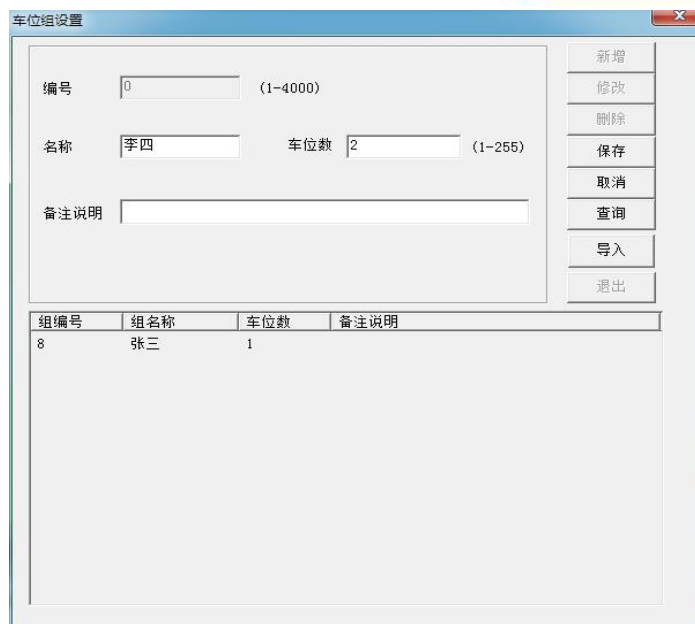 车位组设置
新增
编号 0 (1-4000) 修改
删除
名称 李四 车位数 2 (1-255) 保存
取消
备注说明 查询
导入
退出
组编号 组名称 车位数 备注说明
8 张三 1